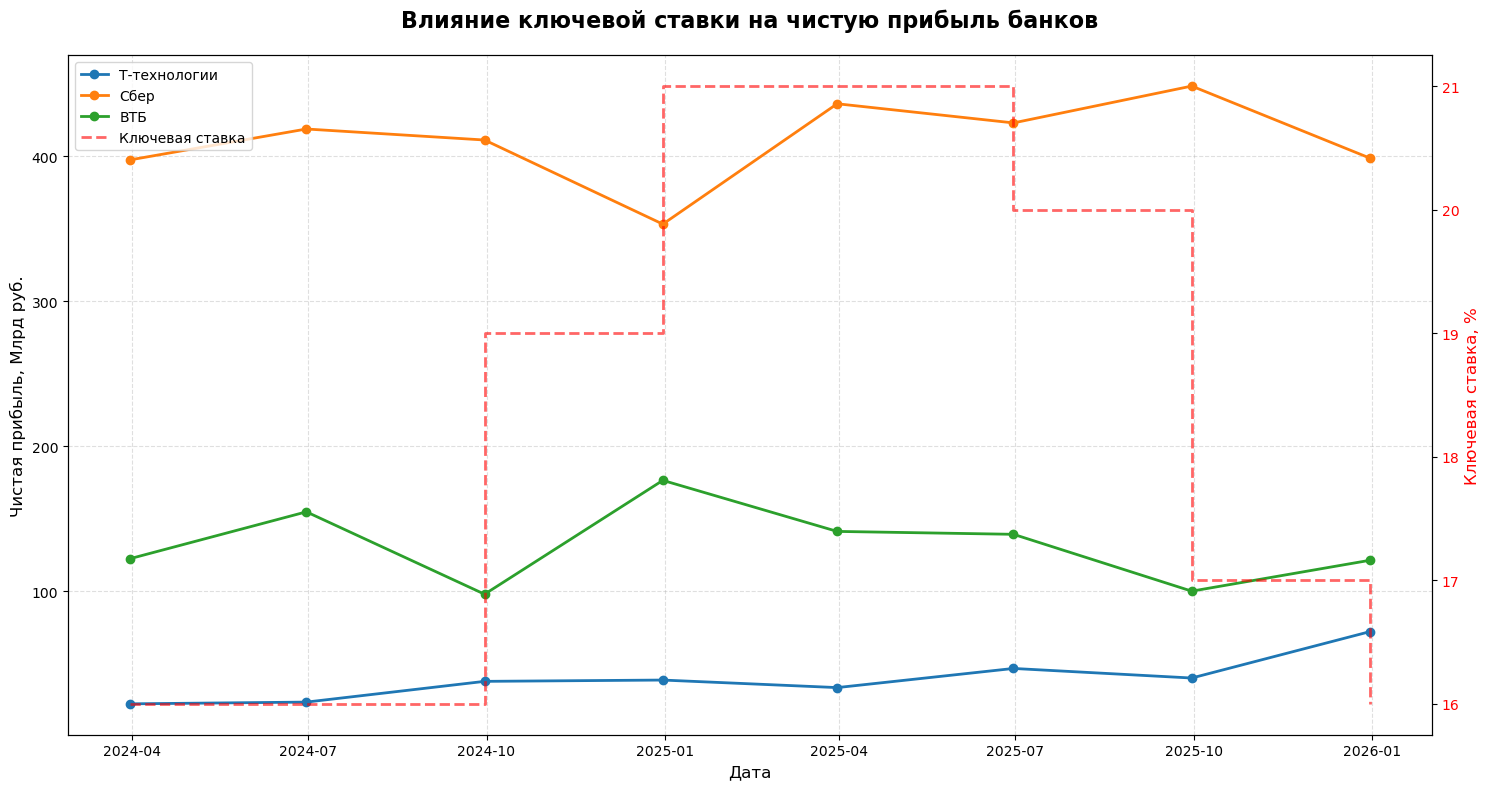 Влияние ключевой ставки на чистую прибыль банков
Т-технологии
Сбер
ВТБ
Ключевая ставка
Чистая прибыль, Млрд руб.
400
300
200
100
Ключевая ставка, %
21
20
19
18
17
16
2024-04 2024-07 2024-10 2025-01 2025-04 2025-07 2025-10 2026-01
Дата